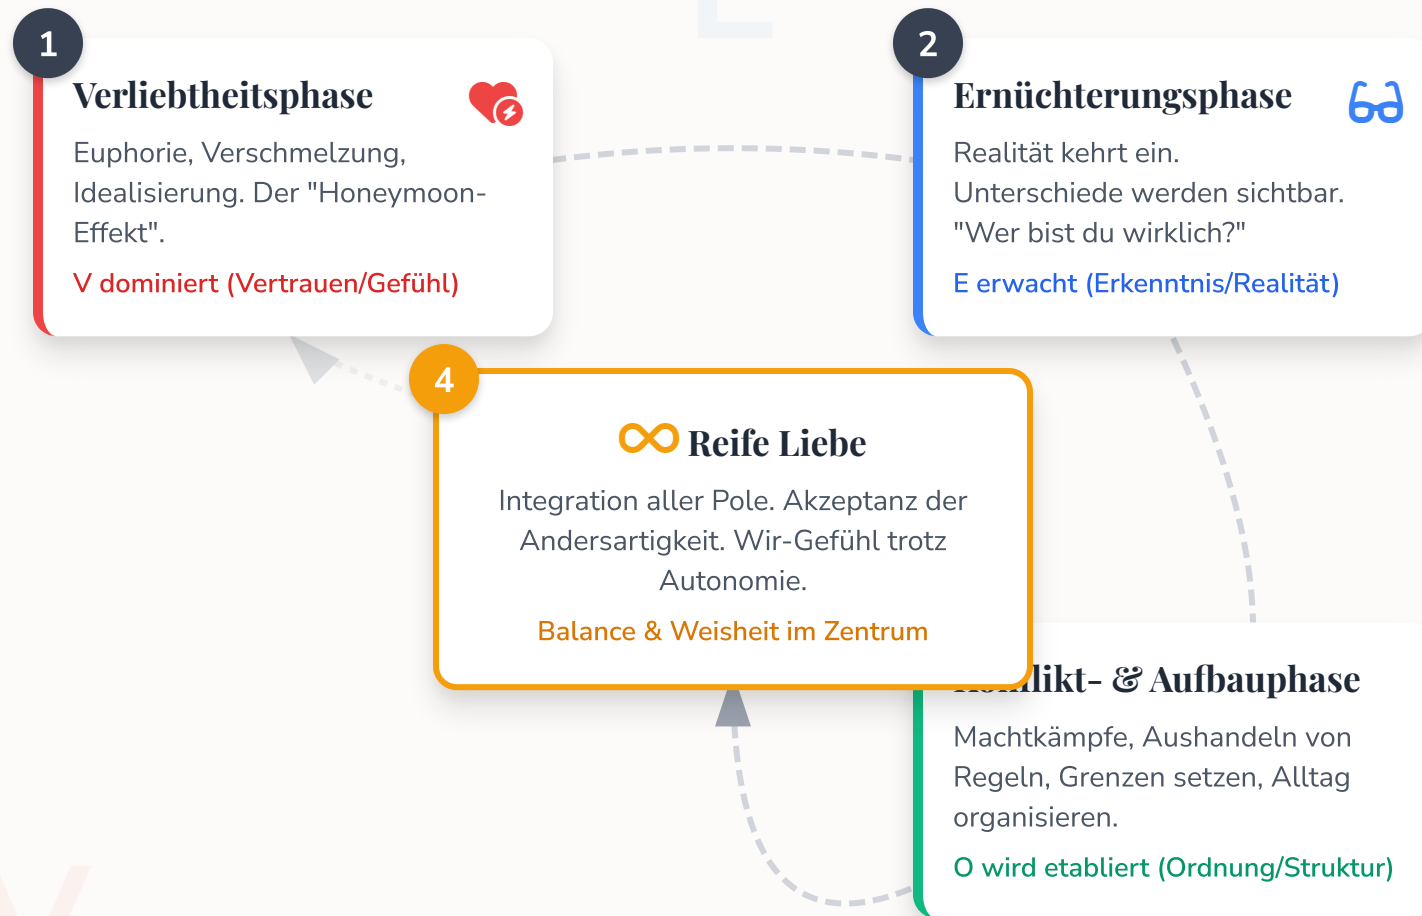 1
Verliebtheitsphase
Euphorie, Verschmelzung,
Idealisierung. Der "Honeymoon-
Effekt".
V dominiert (Vertrauen/Gefühl)
2
Ernüchterungsphase
Realität kehrt ein.
Unterschiede werden sichtbar.
"Wer bist du wirklich?"
E erwacht (Erkenntnis/Realität)
4
Reife Liebe
Integration aller Pole. Akzeptanz der
Andersartigkeit. Wir-Gefühl trotz
Autonomie.
Balance & Weisheit im Zentrum
Konflikt- & Aufbauphase
Machtkämpfe, Aushandeln von
Regeln, Grenzen setzen, Alltag
organisieren.
O wird etabliert (Ordnung/Struktur)